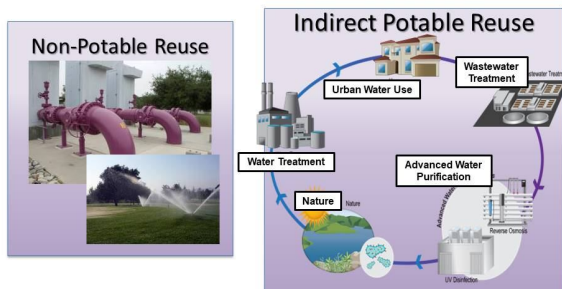 Non-Potable Reuse
Indirect Potable Reuse
Urban Water Use
Wastewater
Treatment
Water Treatment
Advanced Water
Purification
Nature
Nature
Reverse Osmosis
UV Disinfection